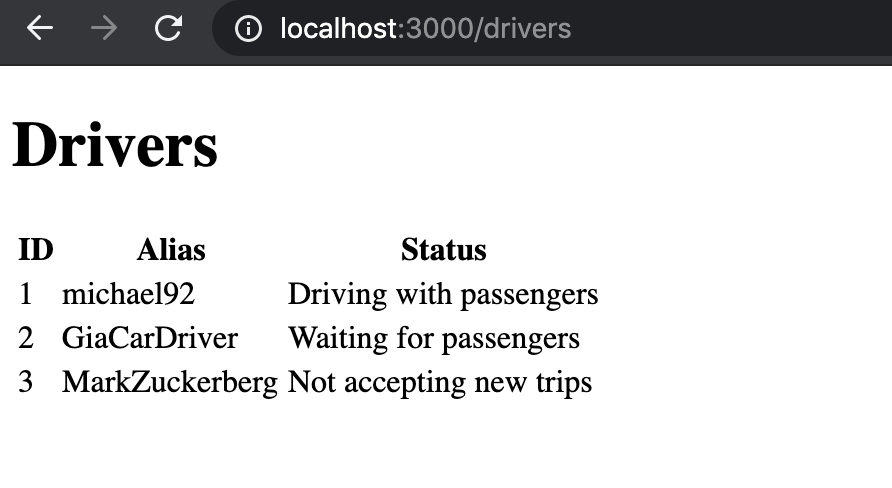 localhost:3000/drivers
Drivers
ID Alias Status
1 michael92 Driving with passengers
2 GiaCarDriver Waiting for passengers
3 MarkZuckerberg Not accepting new trips